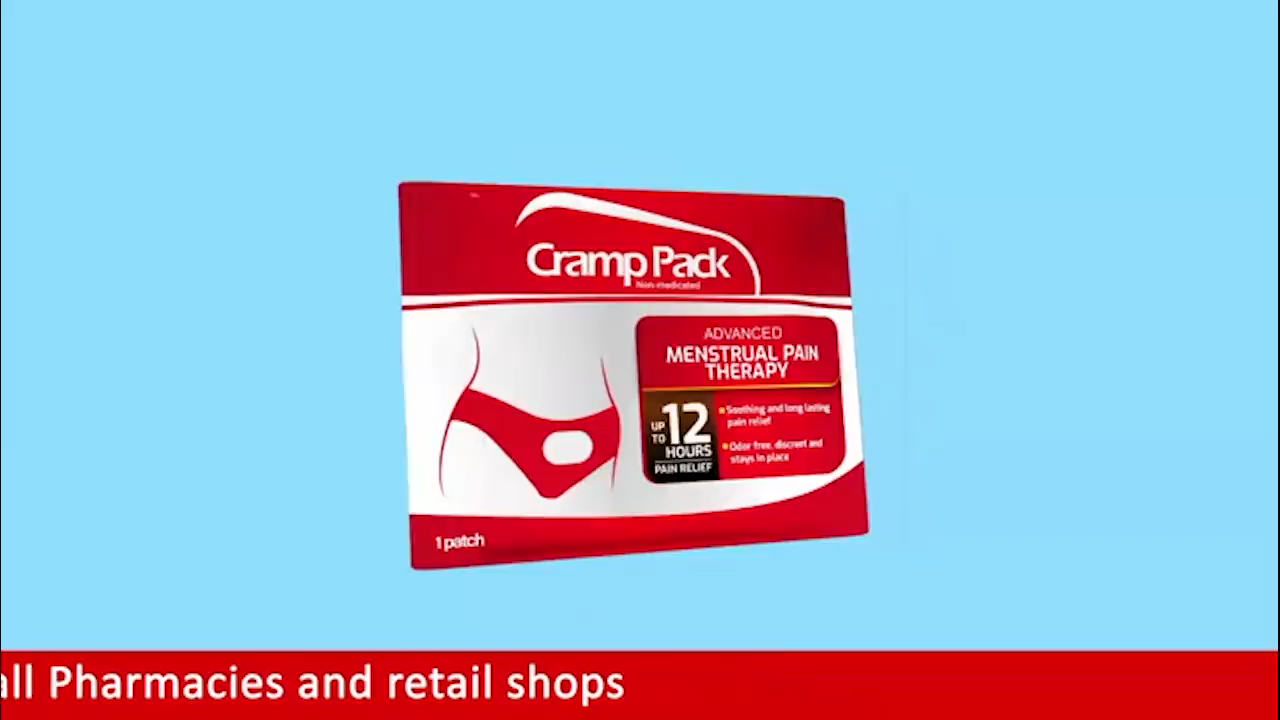 Cramp Pack
Non-medicated
ADVANCED
MENSTRUAL PAIN
THERAPY
UP TO 12
HOURS
PAIN RELIEF
Soothing and long lasting
pain relief
Odor free, discreet and
stays in place
1 patch
all Pharmacies and retail shops